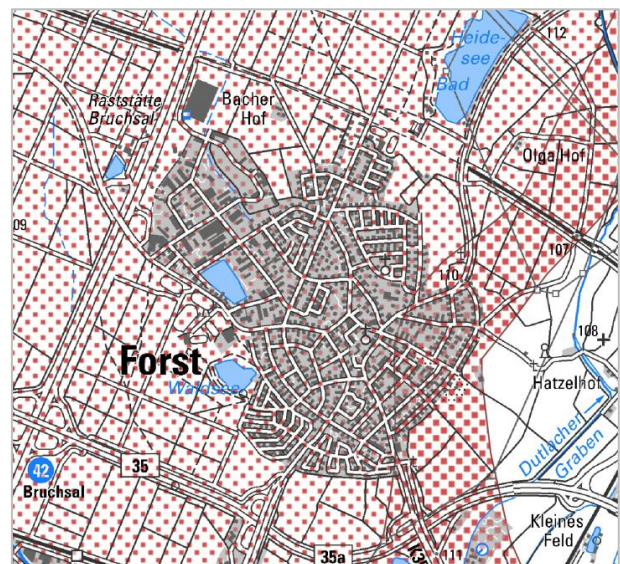 Heide-
see
Bad
112
Raststätte
Bruchsal
Bacher
Hof
Olga Hof
09
107
110
108
Forst
Waldsee
Hatzelhof
Dutlacher
Graben
42
Bruchsal
35
Kleines
Feld
35a
111